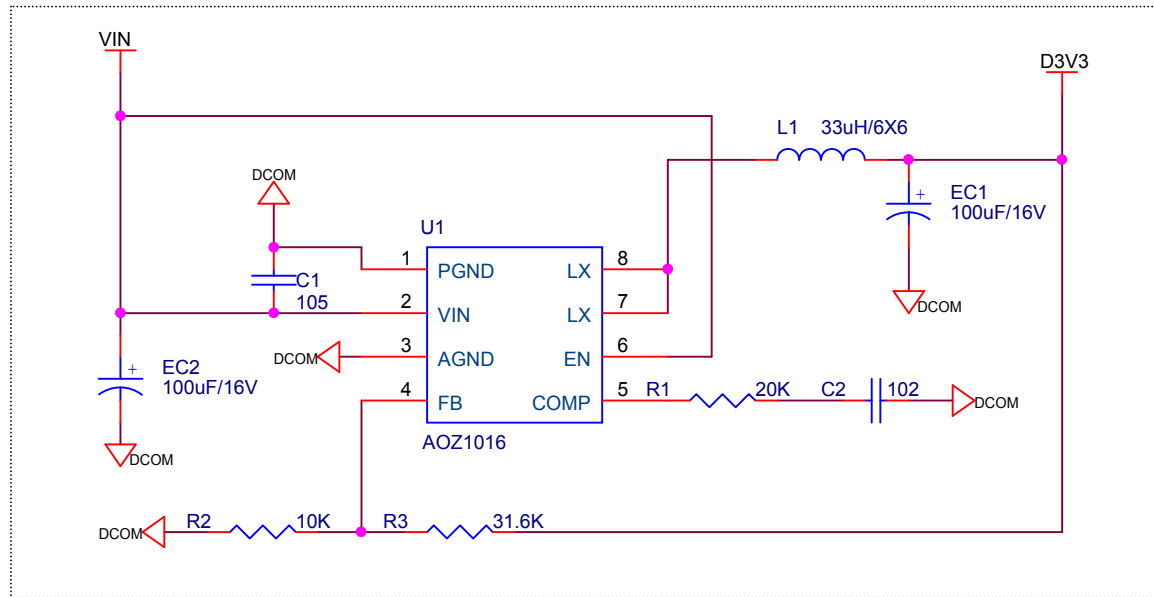 VIN
D3V3
L1 33uH/6X6
DCOM
EC1
100uF/16V
U1
1 PGND LX 8
C1
105
2 VIN LX 7
DCOM
DCOM 3 AGND EN 6
EC2
100uF/16V
4 FB COMP 5 R1 20K C2 102 DCOM
AOZ1016
DCOM
DCOM R2 10K R3 31.6K